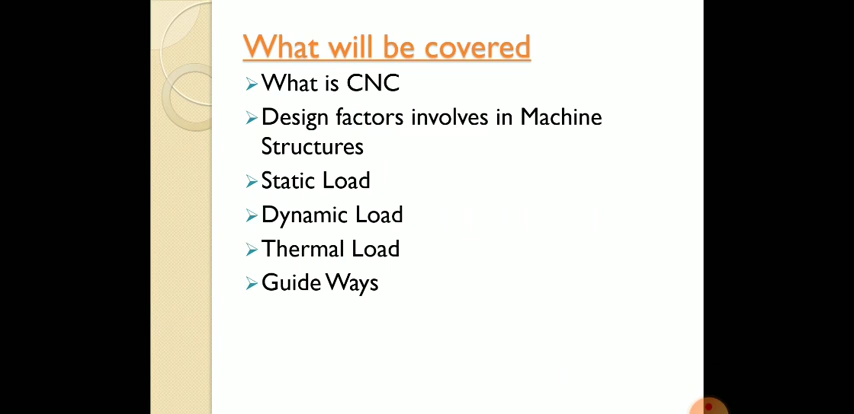 What will be covered
What is CNC
Design factors involves in Machine
Structures
Static Load
Dynamic Load
Thermal Load
Guide Ways